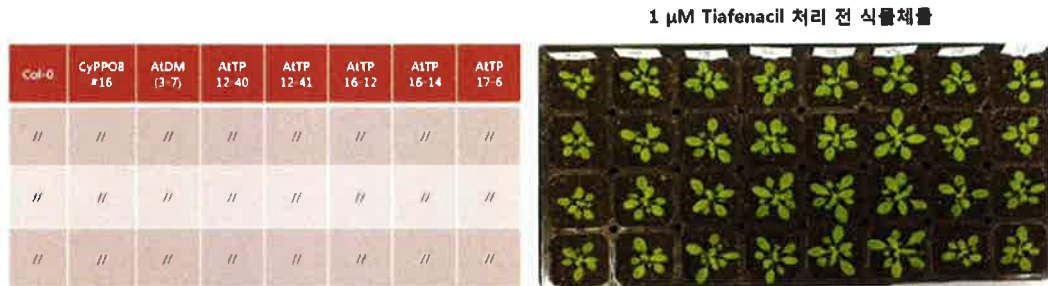 1 μM Tiafenacil 처리 전 식물체들
Col-0 CyPPO8 #16 AtDM (3-7) AtTP 12-40 AtTP 12-41 AtTP 16-12 AtTP 16-14 AtTP 17-6
// // // // // // // //
// // // // // // // //
// // // // // // // //